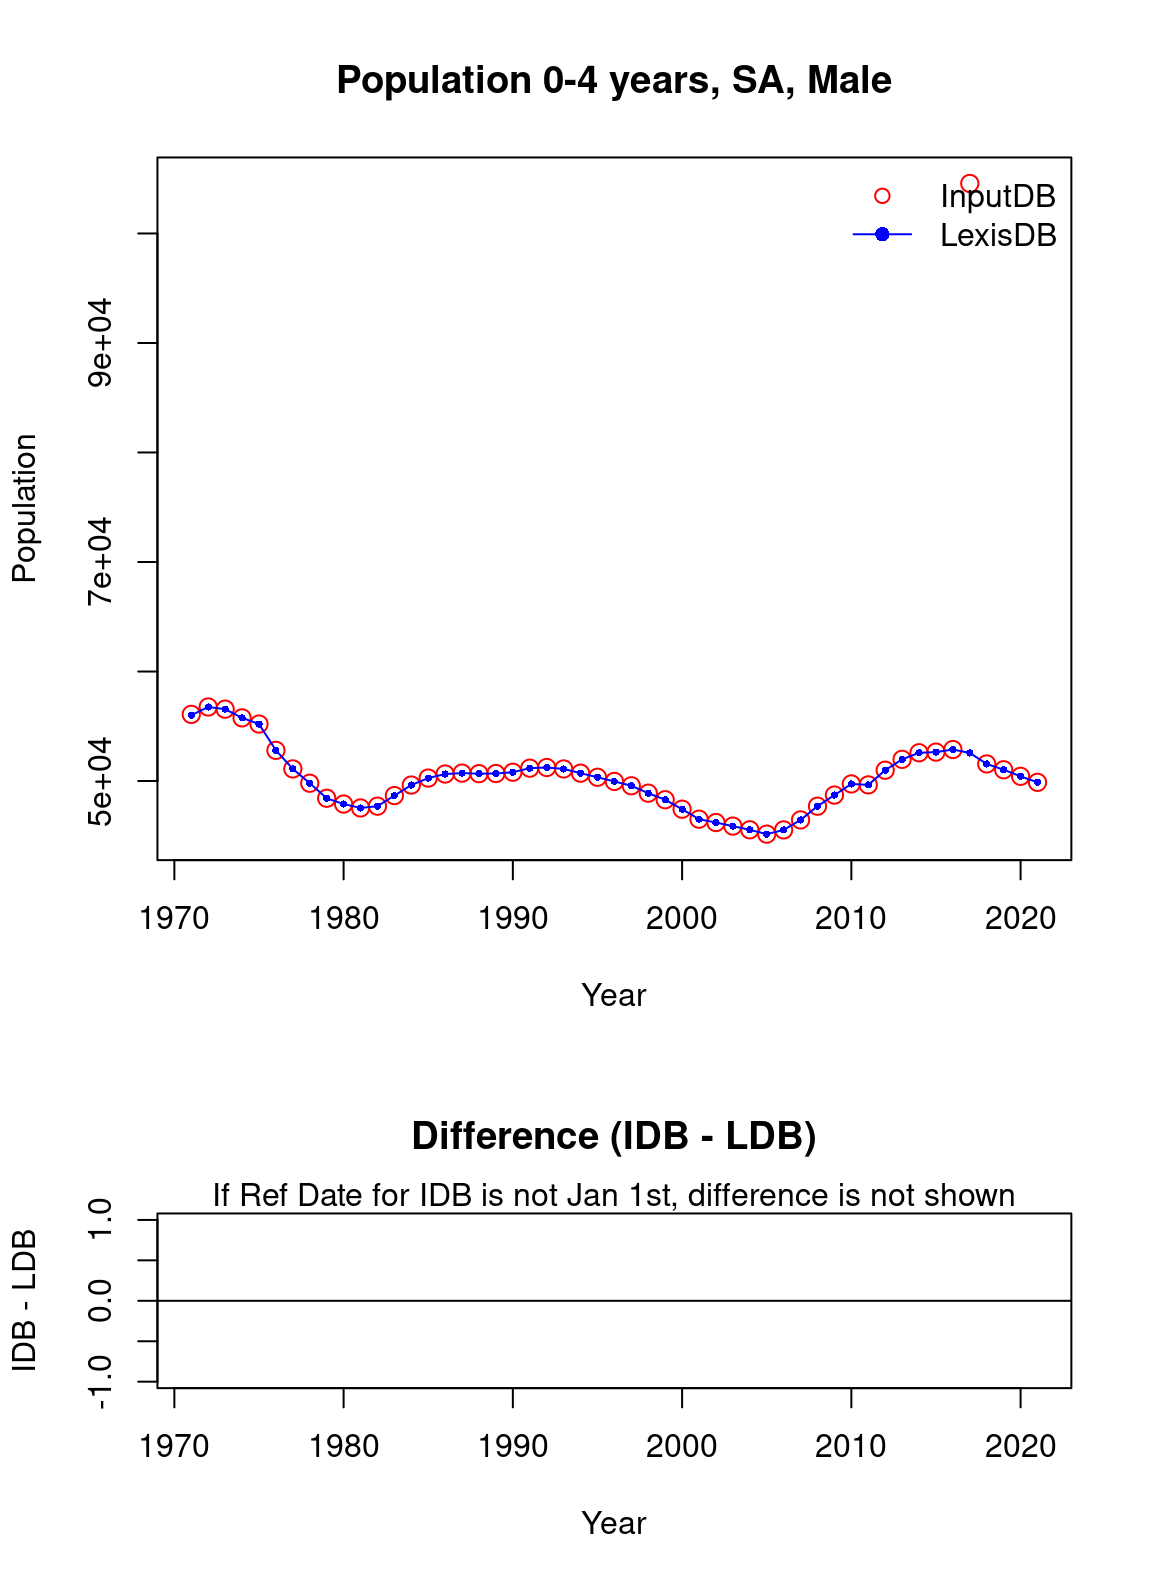 Population 0-4 years, SA, Male
InputDB
LexisDB
Population
9e+04
7e+04
5e+04
1970 1980 1990 2000 2010 2020
Year
Difference (IDB - LDB)
If Ref Date for IDB is not Jan 1st, difference is not shown
IDB - LDB
1.0
0.0
-1.0
1970 1980 1990 2000 2010 2020
Year